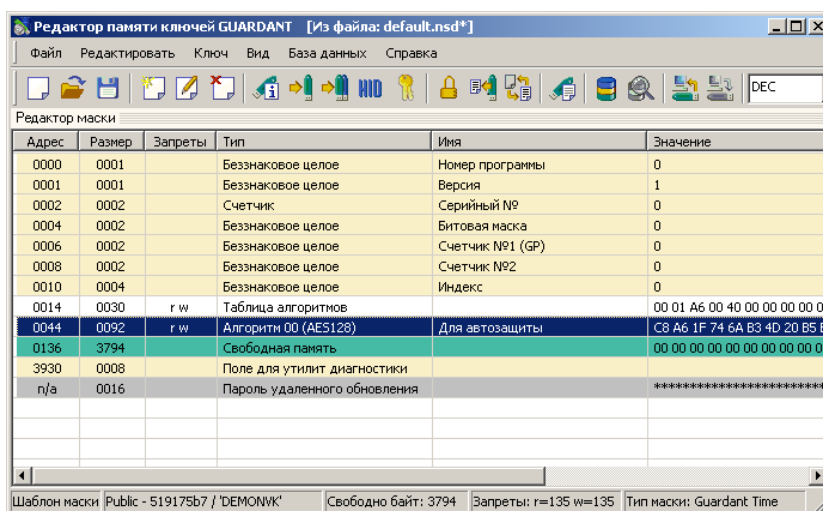 Редактор памяти ключей GUARDANT [Из файла: default.nsd*]
Файл Редактировать Ключ Вид База данных Справка
HID DEC
Редактор маски
Адрес Размер Запреты Тип Имя Значение
0000 0001 Беззнаковое целое Номер программы 0
0001 0001 Беззнаковое целое Версия 1
0002 0002 Счетчик Серийный № 0
0004 0002 Беззнаковое целое Битовая маска 0
0006 0002 Беззнаковое целое Счетчик №1 (GP) 0
0008 0002 Беззнаковое целое Счетчик №2 0
0010 0004 Беззнаковое целое Индекс 0
0014 0030 r w Таблица алгоритмов 00 01 A6 00 40 00 00 00 00 0
0044 0092 r w Алгоритм 00 (AES128) Для автозащиты C8 A6 1F 74 6A B3 4D 20 B5
0136 3794 Свободная память 00 00 00 00 00 00 00 00 00 0
3930 0008 Поле для утилит диагностики
n/a 0016 Пароль удаленного обновления *************************
Шаблон маски Public - 519175b7 / 'DEMONVK' Свободно байт: 3794 Запреты: r=135 w=135 Тип маски: Guardant Time